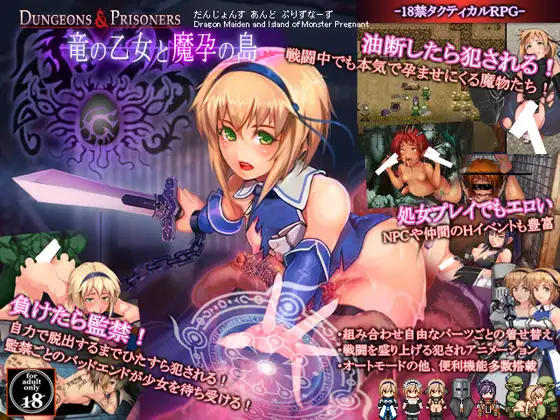 DUNGEONS & PRISONERS
だんじょんす あんど ぷりずなーず
Dragon Maiden and Island of Monster Pregnant
竜の乙女と魔孕の島
-18禁タクティカルRPG-
油断したら犯される！
戦闘中でも本気で孕ませにくる魔物たち！
処女プレイでもエロい
NPCや仲間のHイベントも豊富
負けたら監禁！
自力で脱出するまでひたすら犯される！
監禁ごとのバッドエンドが少女を待ち受ける！
・組み合わせ自由なパーツごとの着せ替え
・戦闘を盛り上げる犯されアニメーション
・オートモードの他、便利機能多数搭載
for
adult
only
18